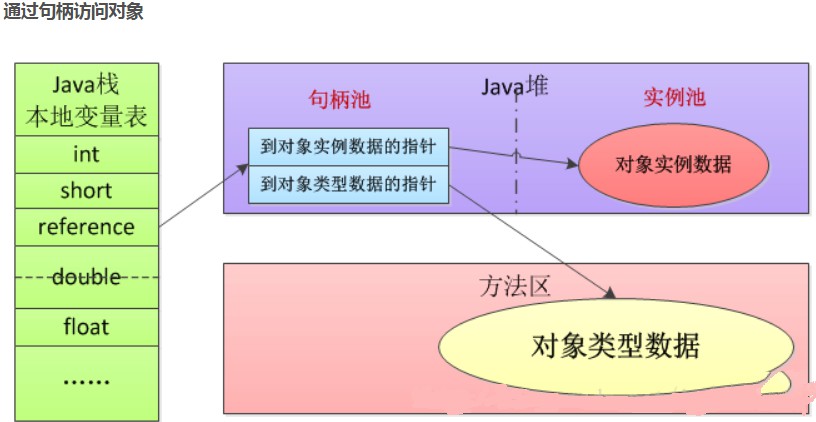 通过句柄访问对象
Java栈
本地变量表
int
short
reference
double
float
......
Java堆
句柄池
实例池
到对象实例数据的指针
到对象类型数据的指针
对象实例数据
方法区
对象类型数据